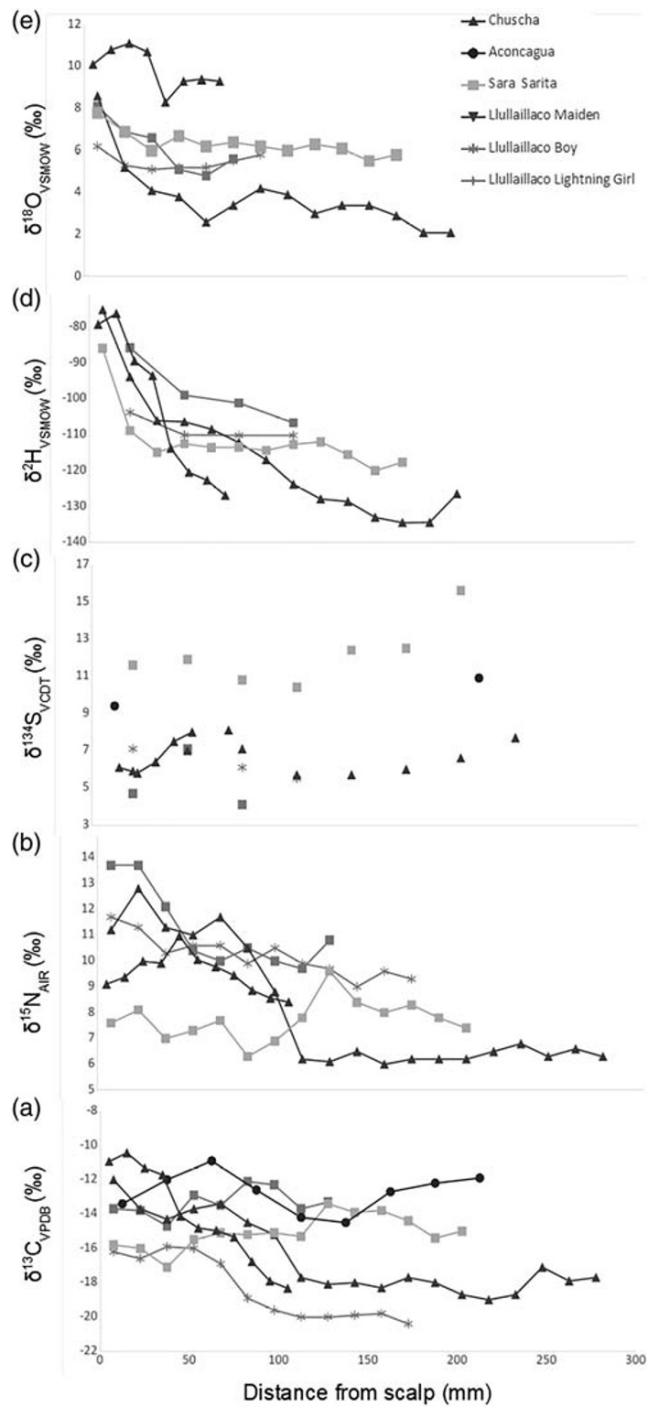 (e)
δ18OVSMOW (‰)
12
10
8
6
4
2
0
Chuscha
Aconcagua
Sara Sarita
Llullaillaco Maiden
Llullaillaco Boy
Llullaillaco Lightning Girl
(d)
δ2HVSMOW (‰)
-80
-90
-100
-110
-120
-130
-140
(c)
δ134SVCDT (‰)
17
15
13
11
9
7
5
3
(b)
δ15NAIR (‰)
14
13
12
11
10
9
8
7
6
5
(a)
δ13CVPDB (‰)
-8
-10
-12
-14
-16
-18
-20
-22
0 50 100 150 200 250 300
Distance from scalp (mm)